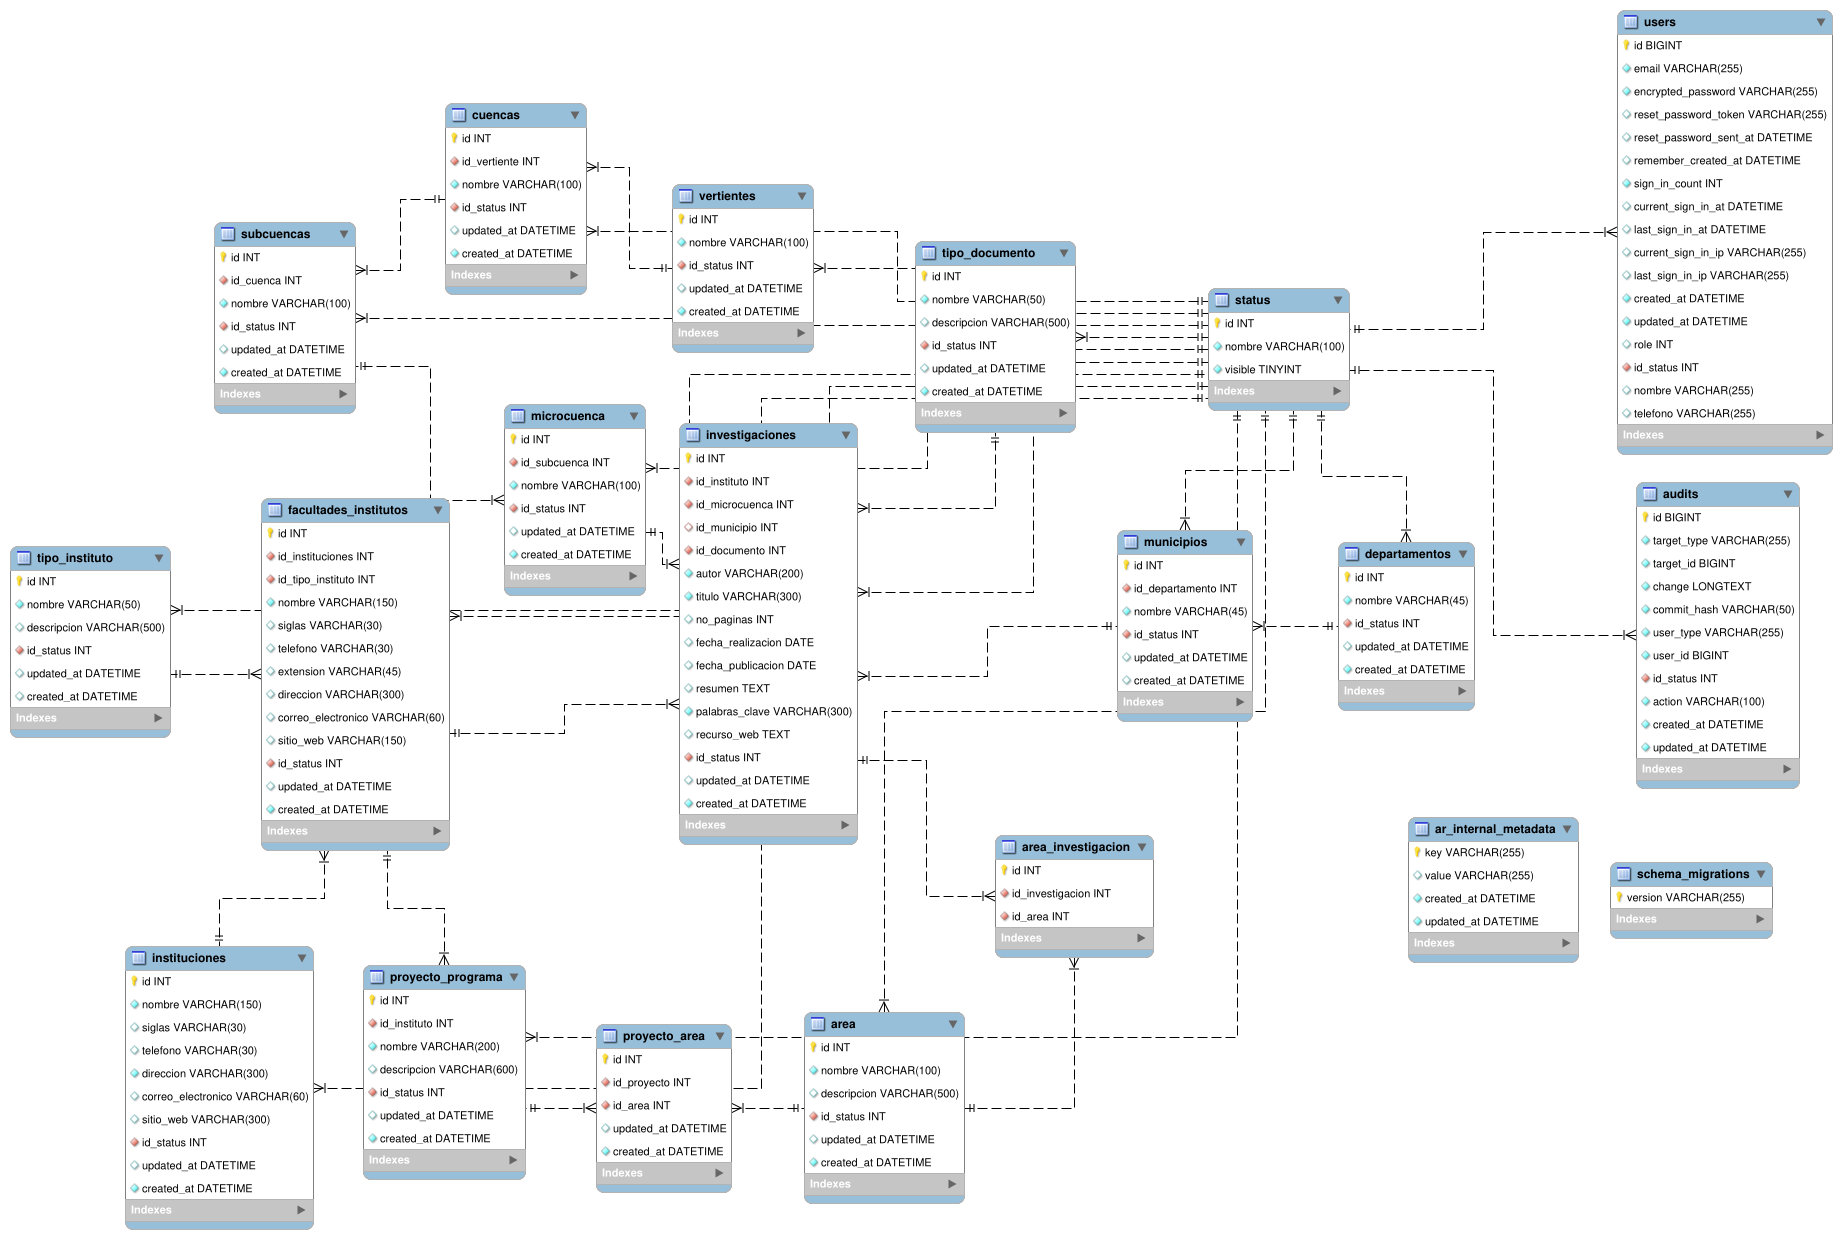 users
id BIGINT
email VARCHAR(255)
encrypted_password VARCHAR(255)
reset_password_token VARCHAR(255)
reset_password_sent_at DATETIME
remember_created_at DATETIME
sign_in_count INT
current_sign_in_at DATETIME
last_sign_in_at DATETIME
current_sign_in_ip VARCHAR(255)
last_sign_in_ip VARCHAR(255)
created_at DATETIME
updated_at DATETIME
role INT
id_status INT
nombre VARCHAR(255)
telefono VARCHAR(255)
Indexes
cuencas
id INT
id_vertiente INT
nombre VARCHAR(100)
id_status INT
updated_at DATETIME
created_at DATETIME
Indexes
vertientes
id INT
nombre VARCHAR(100)
id_status INT
updated_at DATETIME
created_at DATETIME
Indexes
subcuencas
id INT
id_cuenca INT
nombre VARCHAR(100)
id_status INT
updated_at DATETIME
created_at DATETIME
Indexes
tipo_documento
id INT
nombre VARCHAR(50)
descripcion VARCHAR(500)
id_status INT
updated_at DATETIME
created_at DATETIME
Indexes
status
id INT
nombre VARCHAR(100)
visible TINYINT
Indexes
microcuenca
id INT
id_subcuenca INT
nombre VARCHAR(100)
id_status INT
updated_at DATETIME
created_at DATETIME
Indexes
investigaciones
id INT
id_instituto INT
id_microcuenca INT
id_municipio INT
id_documento INT
autor VARCHAR(200)
titulo VARCHAR(300)
no_paginas INT
fecha_realizacion DATE
fecha_publicacion DATE
resumen TEXT
palabras_clave VARCHAR(300)
recurso_web TEXT
id_status INT
updated_at DATETIME
created_at DATETIME
Indexes
facultades_institutos
id INT
id_instituciones INT
id_tipo_instituto INT
nombre VARCHAR(150)
siglas VARCHAR(30)
telefono VARCHAR(30)
extension VARCHAR(45)
direccion VARCHAR(300)
correo_electronico VARCHAR(60)
sitio_web VARCHAR(150)
id_status INT
updated_at DATETIME
created_at DATETIME
Indexes
tipo_instituto
id INT
nombre VARCHAR(50)
descripcion VARCHAR(500)
id_status INT
updated_at DATETIME
created_at DATETIME
Indexes
municipios
id INT
id_departamento INT
nombre VARCHAR(45)
id_status INT
updated_at DATETIME
created_at DATETIME
Indexes
departamentos
id INT
nombre VARCHAR(45)
id_status INT
updated_at DATETIME
created_at DATETIME
Indexes
audits
id BIGINT
target_type VARCHAR(255)
target_id BIGINT
change LONGTEXT
commit_hash VARCHAR(50)
user_type VARCHAR(255)
user_id BIGINT
id_status INT
action VARCHAR(100)
created_at DATETIME
updated_at DATETIME
Indexes
area_investigacion
id INT
id_investigacion INT
id_area INT
Indexes
ar_internal_metadata
key VARCHAR(255)
value VARCHAR(255)
created_at DATETIME
updated_at DATETIME
Indexes
schema_migrations
version VARCHAR(255)
Indexes
instituciones
id INT
nombre VARCHAR(150)
siglas VARCHAR(30)
telefono VARCHAR(30)
direccion VARCHAR(300)
correo_electronico VARCHAR(60)
sitio_web VARCHAR(300)
id_status INT
updated_at DATETIME
created_at DATETIME
Indexes
proyecto_programa
id INT
id_instituto INT
nombre VARCHAR(200)
descripcion VARCHAR(600)
id_status INT
updated_at DATETIME
created_at DATETIME
Indexes
proyecto_area
id INT
id_proyecto INT
id_area INT
updated_at DATETIME
created_at DATETIME
Indexes
area
id INT
nombre VARCHAR(100)
descripcion VARCHAR(500)
id_status INT
updated_at DATETIME
created_at DATETIME
Indexes